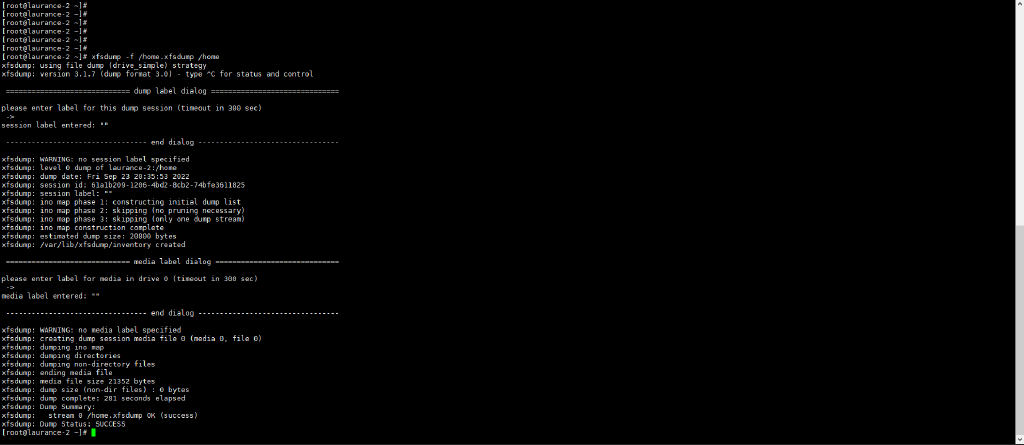 [root@laurance-2 ~]#
[root@laurance-2 ~]#
[root@laurance-2 ~]#
[root@laurance-2 ~]#
[root@laurance-2 ~]#
[root@laurance-2 ~]#
[root@laurance-2 ~]# xfsdump -f /home.xfsdump /home
xfsdump: using file dump (drive_simple) strategy
xfsdump: version 3.1.7 (dump format 3.0) - type ^C for status and control

 ============================= dump label dialog ==============================

please enter label for this dump session (timeout in 300 sec)
 ->
session label entered: ""

 --------------------------------- end dialog ---------------------------------

xfsdump: WARNING: no session label specified
xfsdump: level 0 dump of laurance-2:/home
xfsdump: dump date: Fri Sep 23 20:35:53 2022
xfsdump: session id: 61a1b209-1206-4bd2-8cb2-74bfe3611825
xfsdump: session label: ""
xfsdump: ino map phase 1: constructing initial dump list
xfsdump: ino map phase 2: skipping (no pruning necessary)
xfsdump: ino map phase 3: skipping (only one dump stream)
xfsdump: ino map construction complete
xfsdump: estimated dump size: 20800 bytes
xfsdump: /var/lib/xfsdump/inventory created

 ============================= media label dialog =============================

please enter label for media in drive 0 (timeout in 300 sec)
 ->
media label entered: ""

 --------------------------------- end dialog ---------------------------------

xfsdump: WARNING: no media label specified
xfsdump: creating dump session media file 0 (media 0, file 0)
xfsdump: dumping ino map
xfsdump: dumping directories
xfsdump: dumping non-directory files
xfsdump: ending media file
xfsdump: media file size 21352 bytes
xfsdump: dump size (non-dir files) : 0 bytes
xfsdump: dump complete: 281 seconds elapsed
xfsdump: Dump Summary:
xfsdump:   stream 0 /home.xfsdump OK (success)
xfsdump: Dump Status: SUCCESS
[root@laurance-2 ~]#